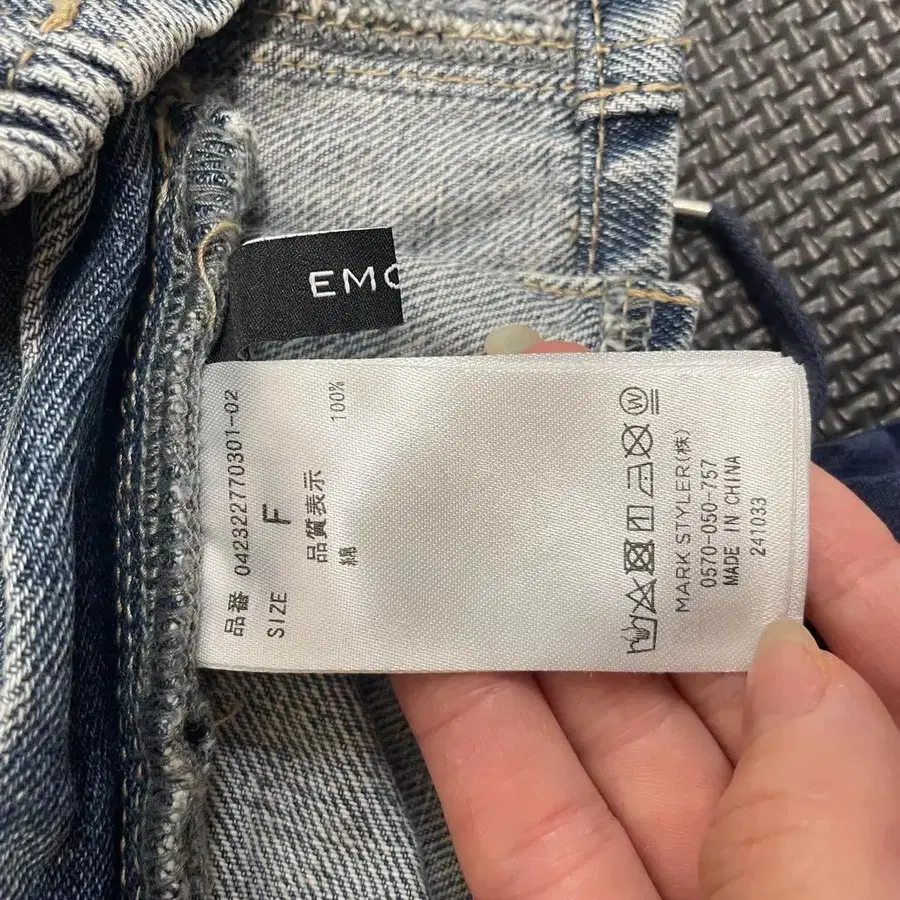 EMO
品番 042322770301-02
SIZE F
品質表示
綿 100%
MARK STYLER(株)
0570-050-757
MADE IN CHINA
241033